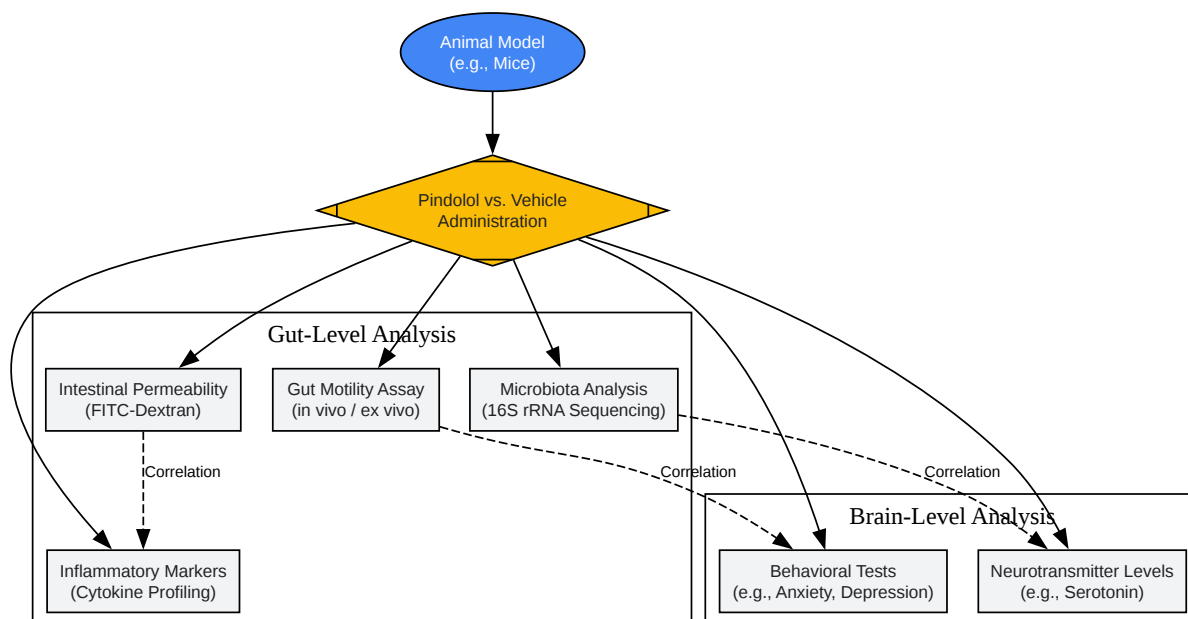 Animal Model
(e.g., Mice)
Pindolol vs. Vehicle
Administration
Gut-Level Analysis
Intestinal Permeability
(FITC-Dextran)
Gut Motility Assay
(in vivo / ex vivo)
Microbiota Analysis
(16S rRNA Sequencing)
Correlation
Correlation
Correlation
Brain-Level Analysis
Inflammatory Markers
(Cytokine Profiling)
Behavioral Tests
(e.g., Anxiety, Depression)
Neurotransmitter Levels
(e.g., Serotonin)